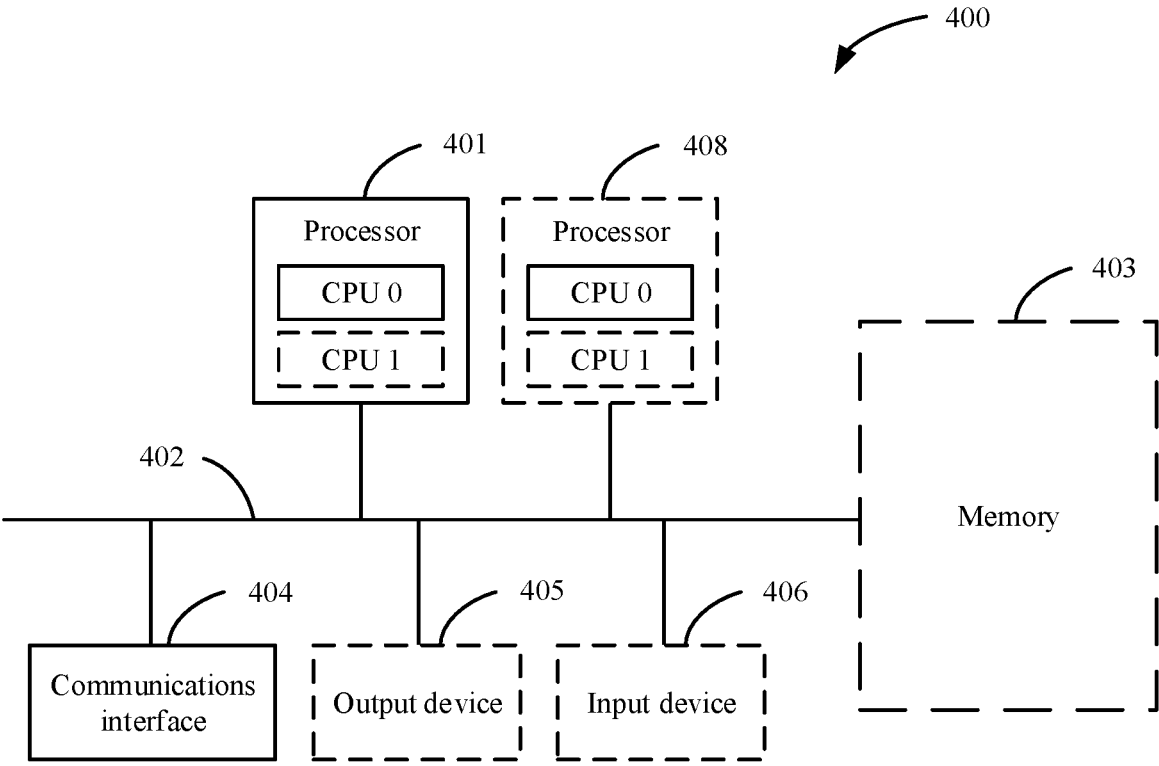 400
401
408
Processor
Processor
CPU 0
CPU 0
403
CPU 1
CPU 1
402
Memory
404
405
406
Communications
interface
Output device
Input device